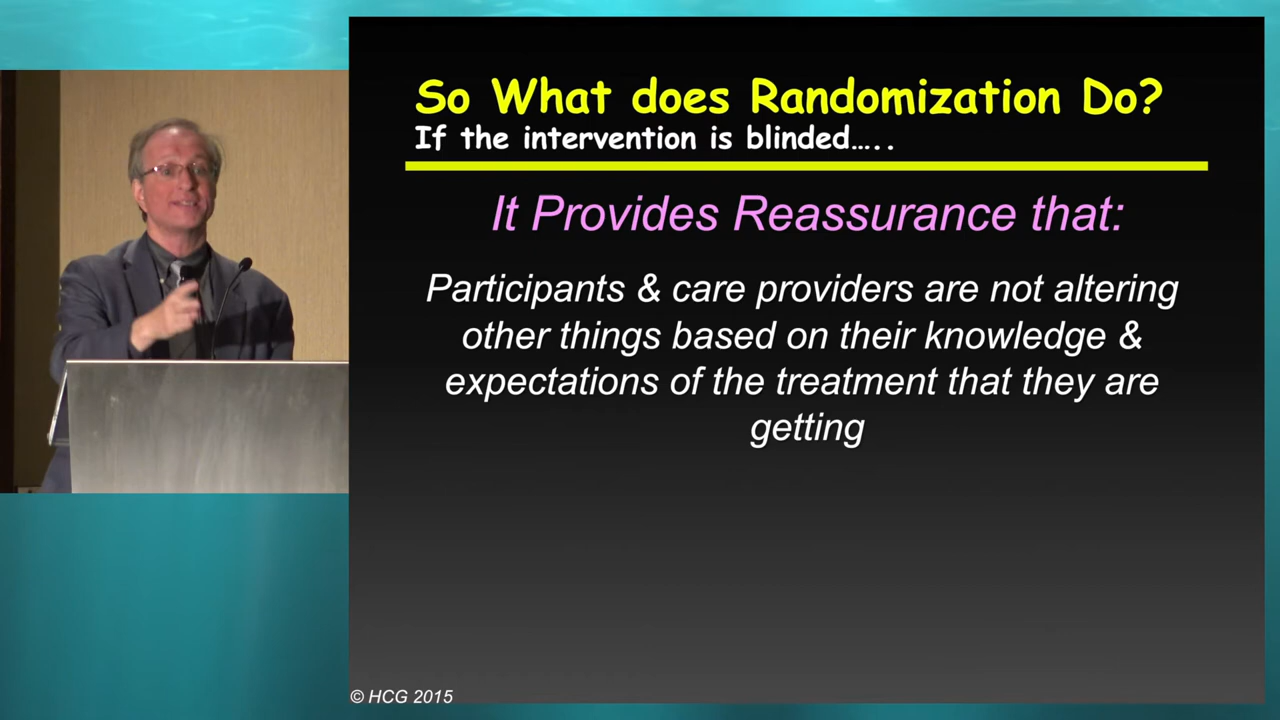 So What does Randomization Do?
If the intervention is blinded…..
It Provides Reassurance that:
Participants & care providers are not altering
other things based on their knowledge &
expectations of the treatment that they are
getting
© HCG 2015